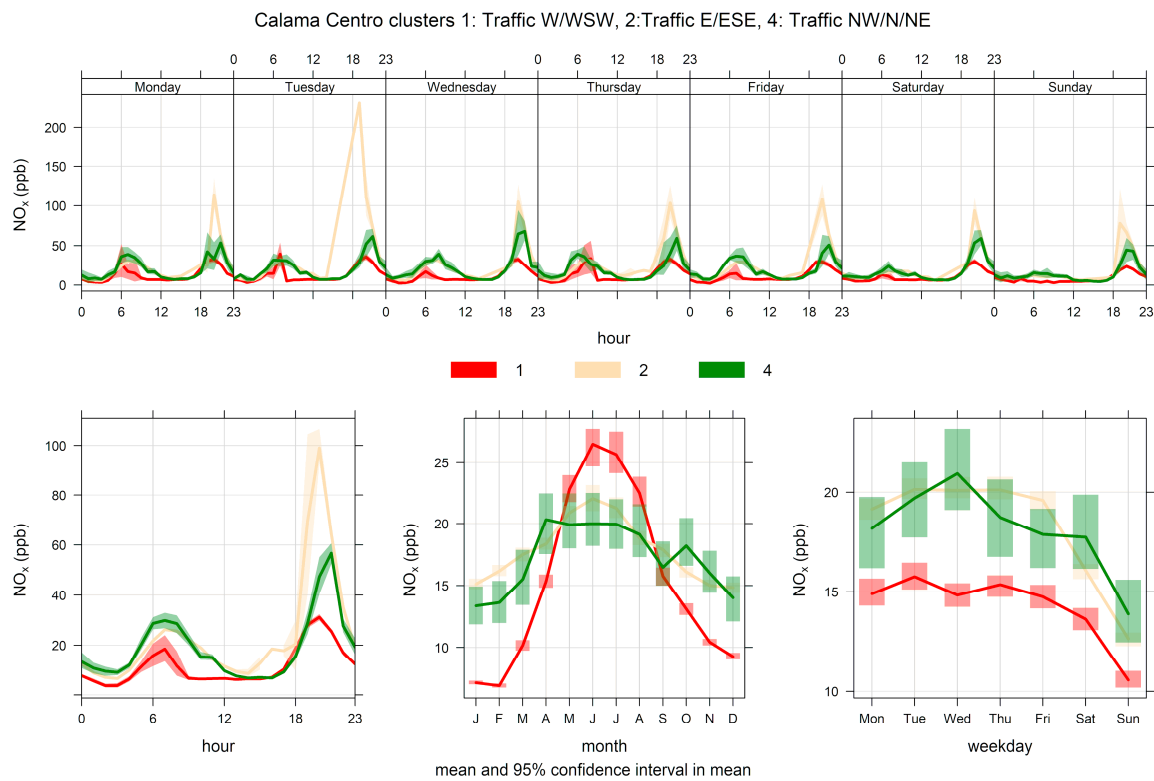 Calama Centro clusters 1: Traffic W/WSW, 2:Traffic E/ESE, 4: Traffic NW/N/NE
0 6 12 18 23 0 6 12 18 23 0 6 12 18 23
Monday Tuesday Wednesday Thursday Friday Saturday Sunday
200
150
100
50
0
NOx (ppb)
0 6 12 18 23 0 6 12 18 23 0 6 12 18 23 0 6 12 18 23
hour
1 2 4
100
80
60
40
20
NOx (ppb)
0 6 12 18 23
hour
25
20
15
10
NOx (ppb)
J F M A M J J A S O N D
month
20
15
10
NOx (ppb)
Mon Tue Wed Thu Fri Sat Sun
weekday
mean and 95% confidence interval in mean